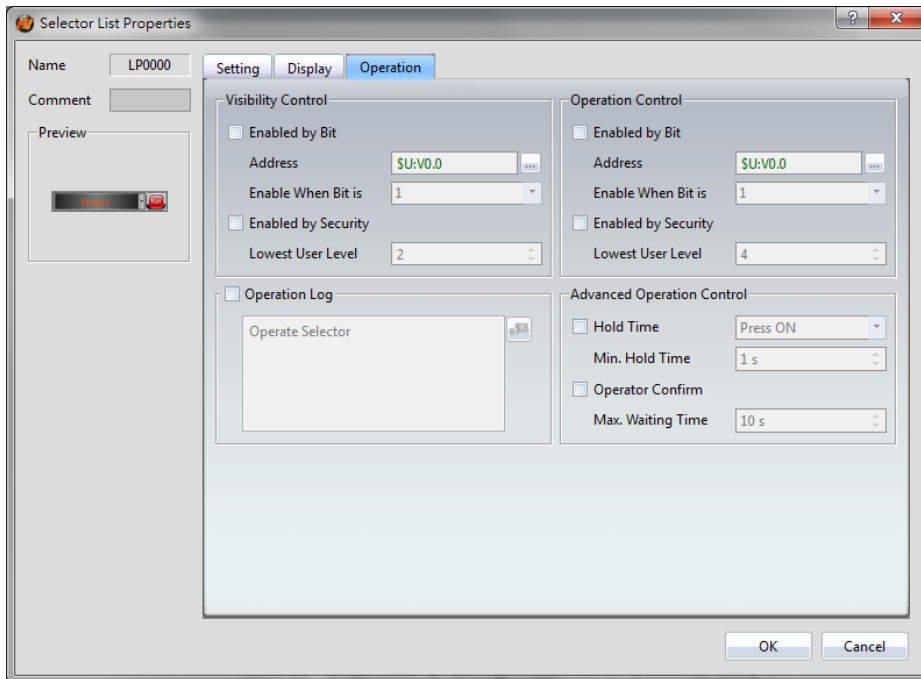 Selector List Properties
Name LP0000
Comment
Preview
Item1
Setting Display Operation
Visibility Control
Enabled by Bit
Address $U:V0.0 ...
Enable When Bit is 1
Enabled by Security
Lowest User Level 2
Operation Control
Enabled by Bit
Address $U:V0.0 ...
Enable When Bit is 1
Enabled by Security
Lowest User Level 4
Operation Log
Operate Selector
Advanced Operation Control
Hold Time Press ON
Min. Hold Time 1 s
Operator Confirm
Max. Waiting Time 10 s
OK Cancel